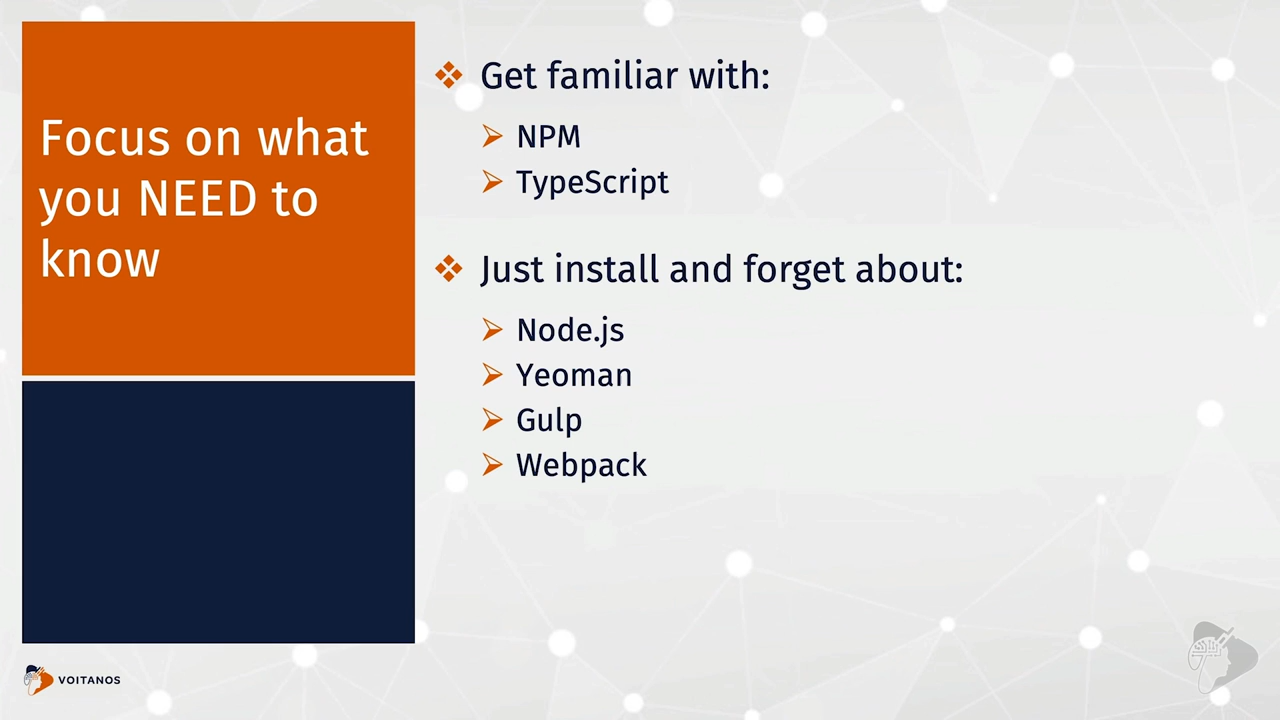 Focus on what
you NEED to
know
Get familiar with:
NPM
TypeScript
Just install and forget about:
Node.js
Yeoman
Gulp
Webpack
VOITANOS